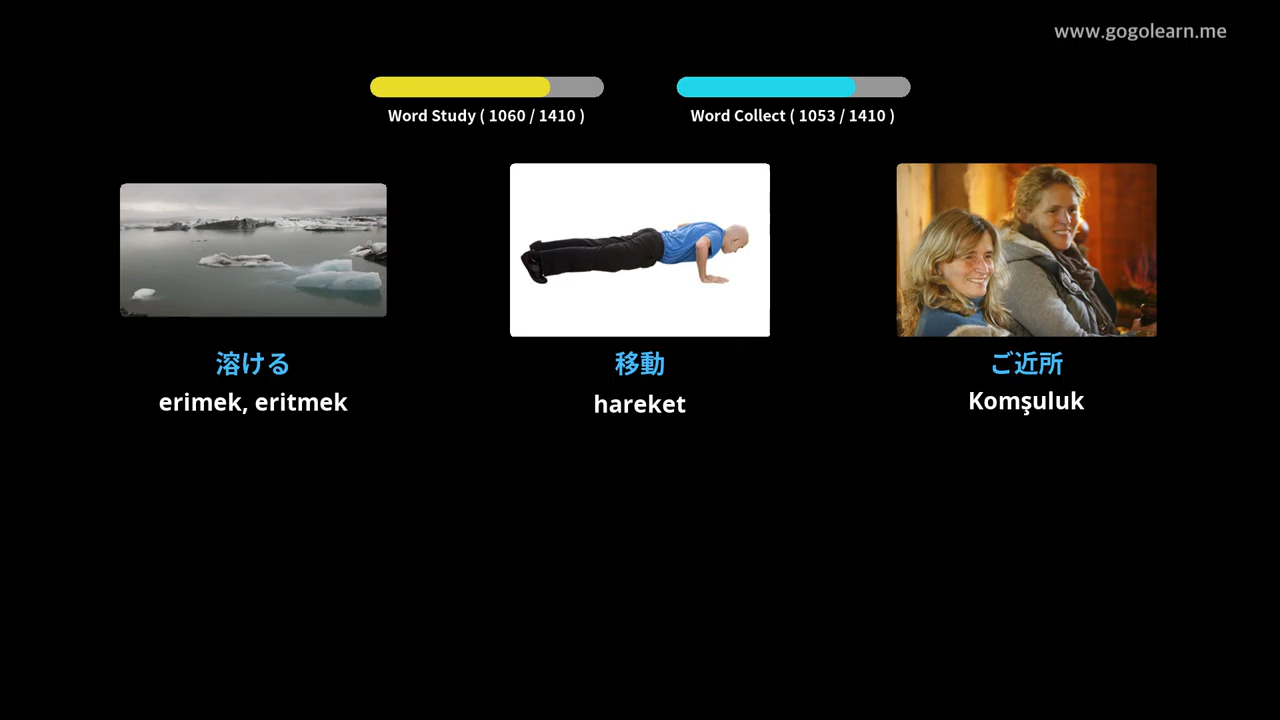 www.gogolearn.me
Word Study ( 1060 / 1410 )
Word Collect ( 1053 / 1410 )
溶ける
移動
ご近所
erimek, eritmek
hareket
Komşuluk